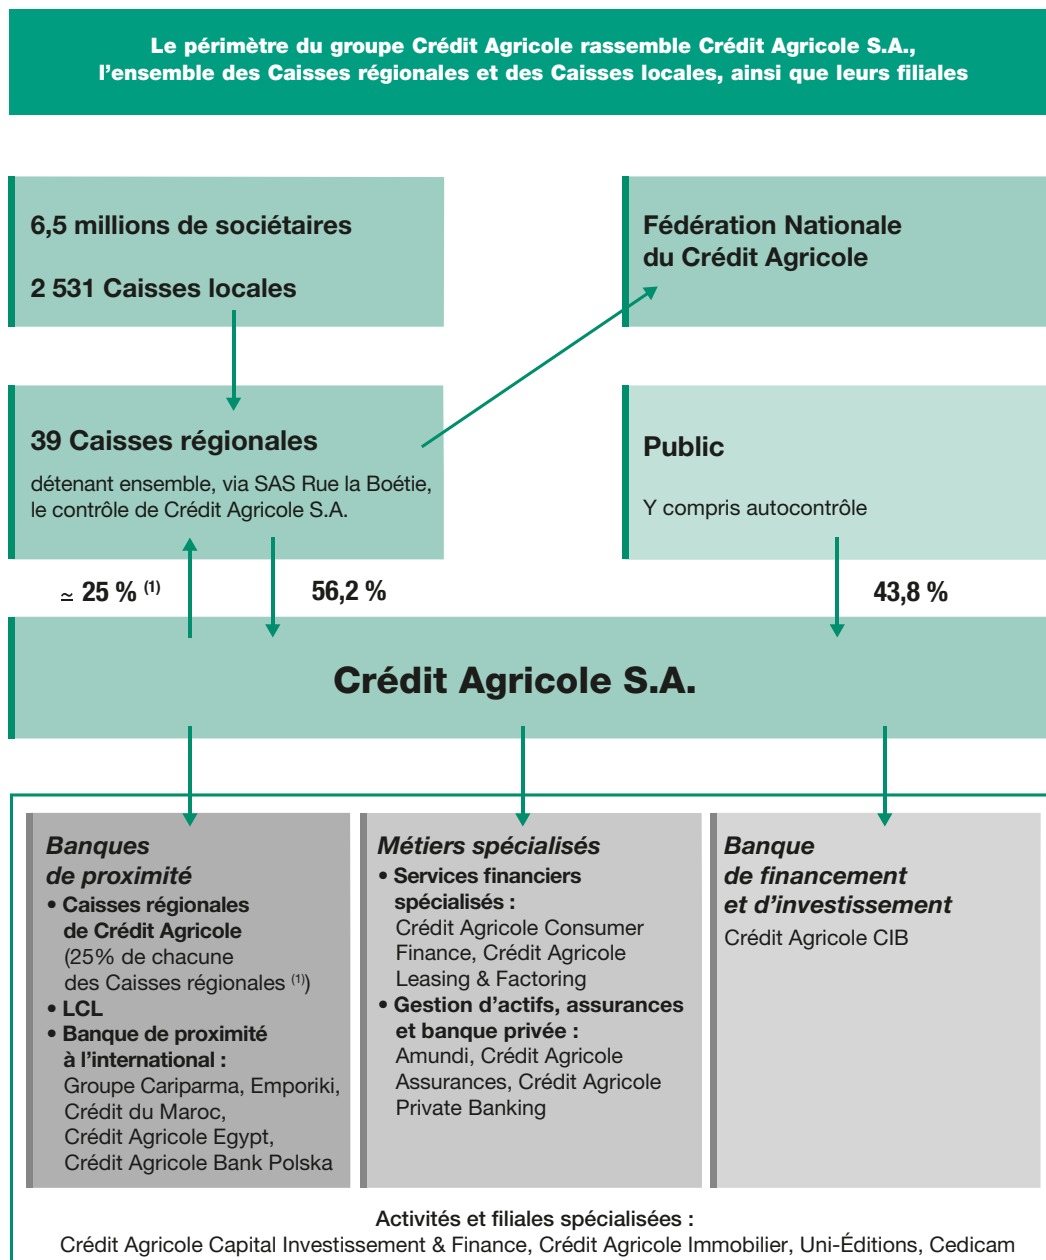 Le périmètre du groupe Crédit Agricole rassemble Crédit Agricole S.A.,
l'ensemble des Caisses régionales et des Caisses locales, ainsi que leurs filiales
6,5 millions de sociétaires
2 531 Caisses locales
Fédération Nationale
du Crédit Agricole
39 Caisses régionales
détenant ensemble, via SAS Rue la Boétie,
le contrôle de Crédit Agricole S.A.
Public
Y compris autocontrôle
≃ 25 % (1)
56,2 %
43,8 %
Crédit Agricole S.A.
Banques
de proximité
• Caisses régionales
de Crédit Agricole
(25% de chacune
des Caisses régionales (1))
• LCL
• Banque de proximité
à l'international :
Groupe Cariparma, Emporiki,
Crédit du Maroc,
Crédit Agricole Egypt,
Crédit Agricole Bank Polska
Métiers spécialisés
• Services financiers
spécialisés :
Crédit Agricole Consumer
Finance, Crédit Agricole
Leasing & Factoring
• Gestion d'actifs, assurances
et banque privée :
Amundi, Crédit Agricole
Assurances, Crédit Agricole
Private Banking
Banque
de financement
et d'investissement
Crédit Agricole CIB
Activités et filiales spécialisées :
Crédit Agricole Capital Investissement & Finance, Crédit Agricole Immobilier, Uni-Éditions, Cedicam